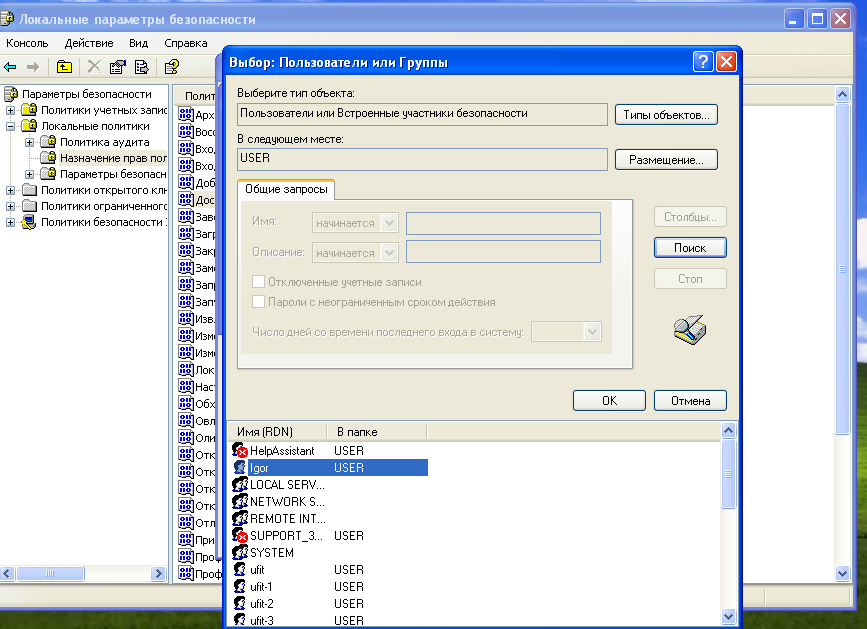 Локальные параметры безопасности
Консоль Действие Вид Справка
Параметры безопасности
Политики учетных запис
Локальные политики
Политика аудита
Назначение прав пол
Параметры безопасн
Политики открытого клк
Политики ограниченного
Политики безопасности
Полит
Арх
Восс
Вход
Вход
Доб
Дос
Заве
Загр
Закр
Заме
Запр
Запу
Извл
Изме
Изме
Лок
Наст
Обх
Овл
Оли
Отк
Отк
Отк
Отк
Отл
При
Проф
Проф
Выбор: Пользователи или Группы
Выберите тип объекта:
Пользователи или Встроенные участники безопасности
Типы объектов...
В следующем месте:
USER
Размещение...
Общие запросы
Имя: начинается
Описание: начинается
Отключенные учетные записи
Пароли с неограниченным сроком действия
Число дней со времени последнего входа в систему:
Столбцы...
Поиск
Стоп
OK
Отмена
Имя (RDN) В папке
HelpAssistant USER
Igor USER
LOCAL SERV...
NETWORK S...
REMOTE INT...
SUPPORT_3... USER
SYSTEM
ufit USER
ufit-1 USER
ufit-2 USER
ufit-3 USER